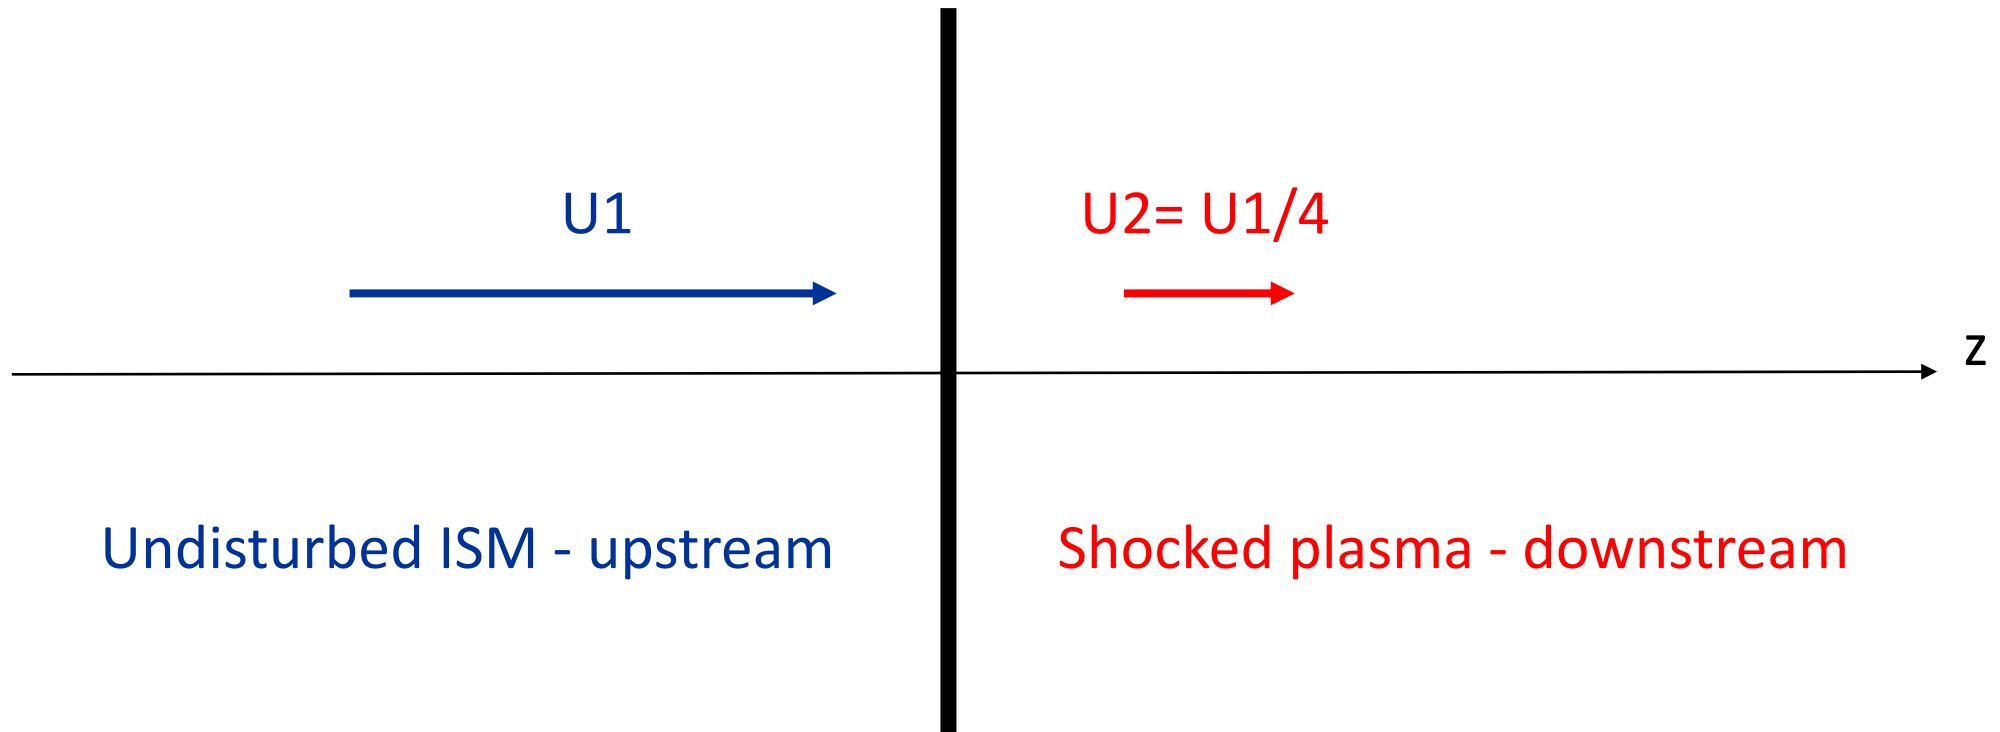 U1
U2= U1/4
z
Undisturbed ISM - upstream
Shocked plasma - downstream